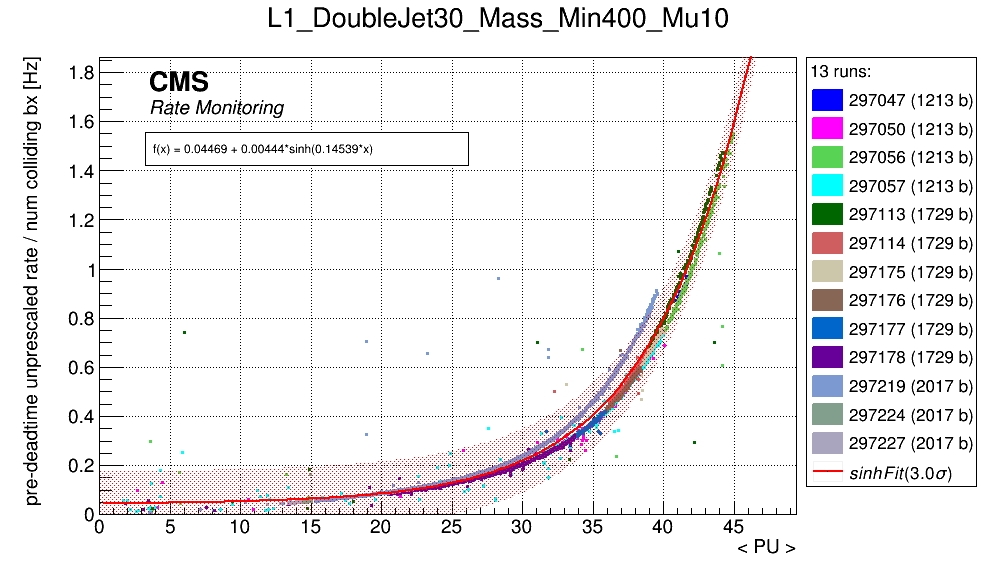 L1_DoubleJet30_Mass_Min400_Mu10
pre-deadtime unprescaled rate / num colliding bx [Hz]
CMS
Rate Monitoring
f(x) = 0.04469 + 0.00444*sinh(0.14539*x)
1.8
1.6
1.4
1.2
1
0.8
0.6
0.4
0.2
0
0 5 10 15 20 25 30 35 40 45
< PU >
13 runs:
297047 (1213 b)
297050 (1213 b)
297056 (1213 b)
297057 (1213 b)
297113 (1729 b)
297114 (1729 b)
297175 (1729 b)
297176 (1729 b)
297177 (1729 b)
297178 (1729 b)
297219 (2017 b)
297224 (2017 b)
297227 (2017 b)
sinhFit(3.0σ)